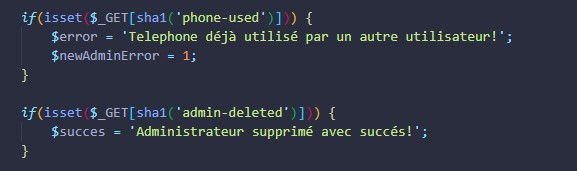 if(isset($_GET[sha1('phone-used')])) {
$error = 'Telephone déjà utilisé par un autre utilisateur!';
$newAdminError = 1;
}
if(isset($_GET[sha1('admin-deleted')])) {
$succes = 'Administrateur supprimé avec succés!';
}